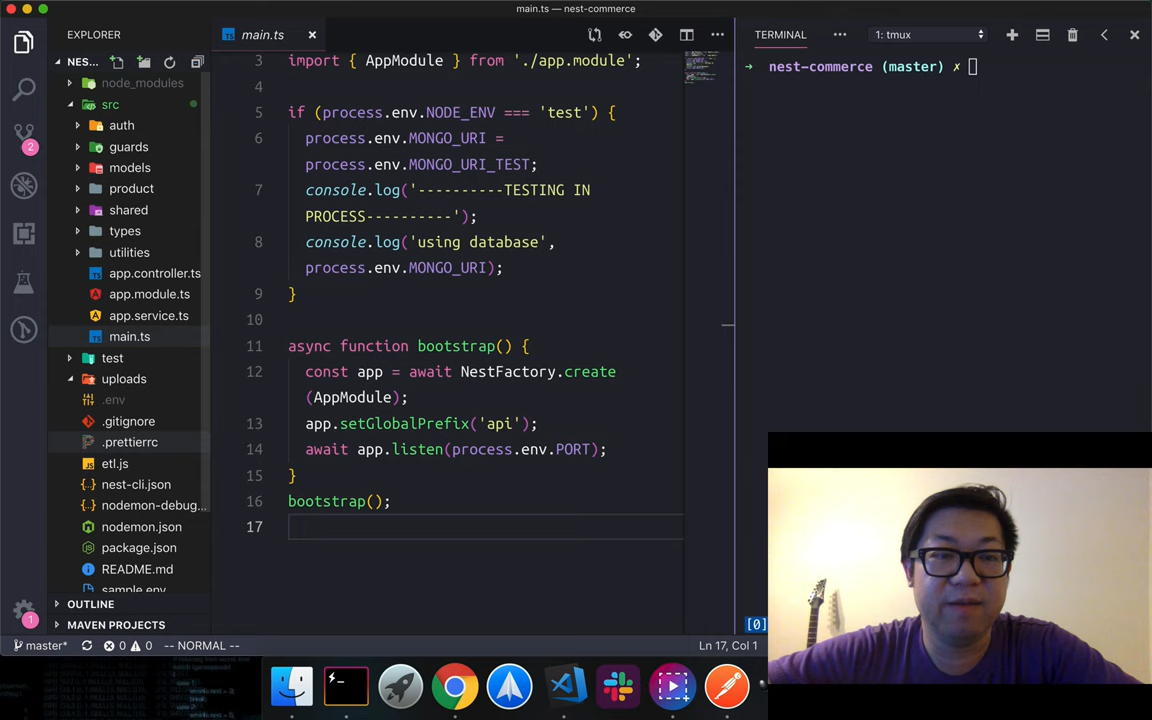 main.ts — nest-commerce
EXPLORER
NES...
node_modules
src
auth
guards
models
product
shared
types
utilities
app.controller.ts
app.module.ts
app.service.ts
main.ts
test
uploads
.env
.gitignore
.prettierrc
etl.js
nest-cli.json
nodemon-debug...
nodemon.json
package.json
README.md
sample.env
OUTLINE
MAVEN PROJECTS
2
1
main.ts
3 import { AppModule } from './app.module';
4
5 if (process.env.NODE_ENV === 'test') {
6 process.env.MONGO_URI =
process.env.MONGO_URI_TEST;
7 console.log('----------TESTING IN
PROCESS----------');
8 console.log('using database',
process.env.MONGO_URI);
9 }
10
11 async function bootstrap() {
12 const app = await NestFactory.create
(AppModule);
13 app.setGlobalPrefix('api');
14 await app.listen(process.env.PORT);
15 }
16 bootstrap();
17
TERMINAL
1: tmux
→ nest-commerce (master) ✗
[0]
master* 0 0 -- NORMAL -- Ln 17, Col 1